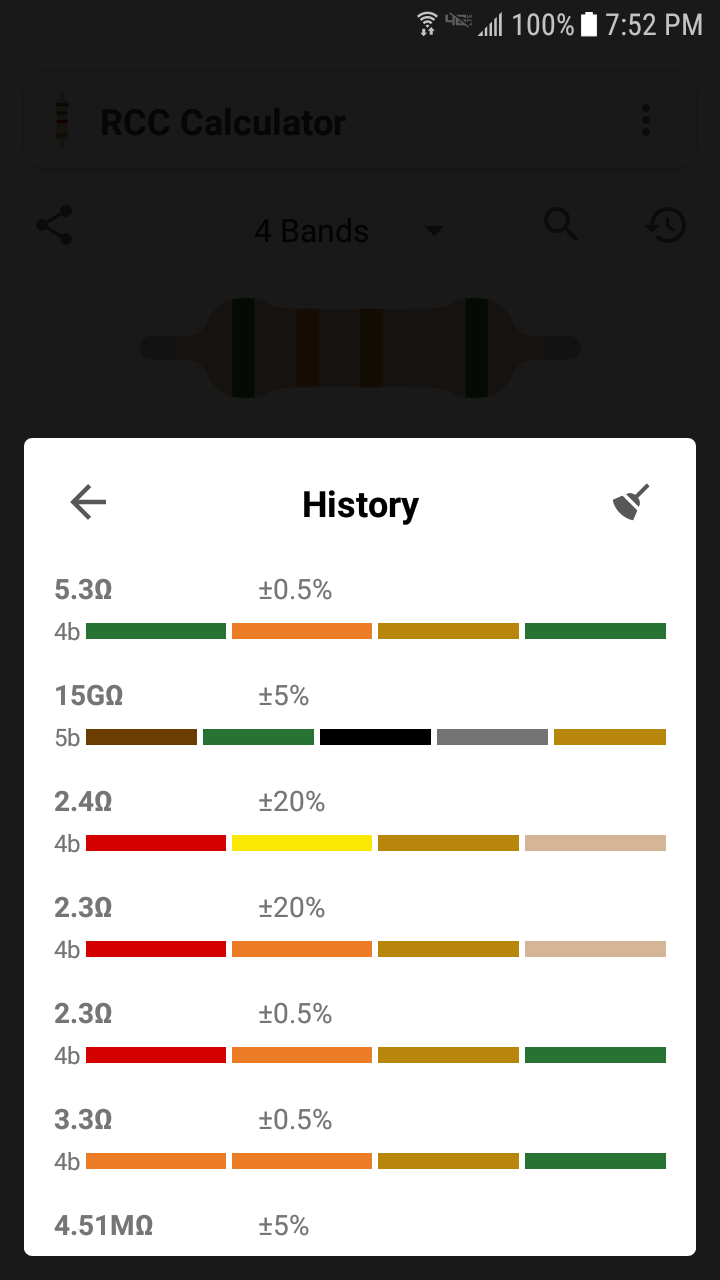 100% 7:52 PM
RCC Calculator
4 Bands
History
5.3Ω ±0.5%
4b
15GΩ ±5%
5b
2.4Ω ±20%
4b
2.3Ω ±20%
4b
2.3Ω ±0.5%
4b
3.3Ω ±0.5%
4b
4.51MΩ ±5%